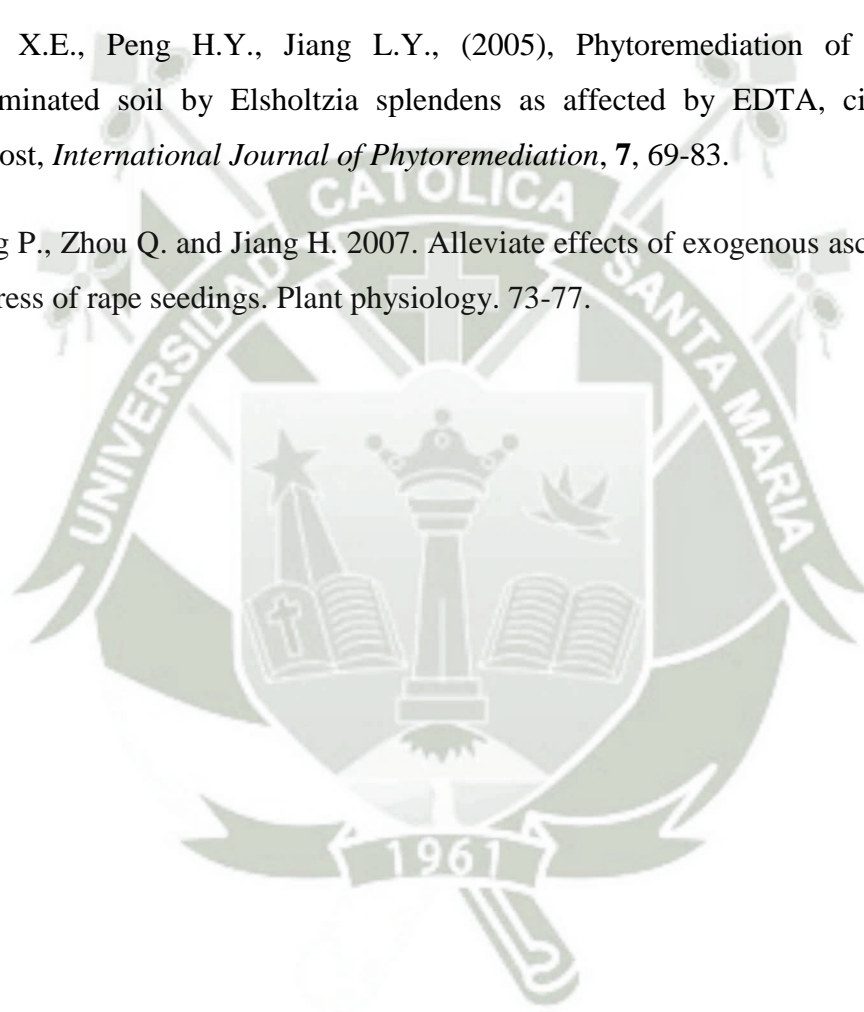 X.E., Peng H.Y., Jiang L.Y., (2005), Phytoremediation of
minated soil by Elsholtzia splendens as affected by EDTA, ci
ost, International Journal of Phytoremediation, 7, 69-83.
g P., Zhou Q. and Jiang H. 2007. Alleviate effects of exogenous asc
ress of rape seedings. Plant physiology. 73-77.
UNIVERSIDAD CATOLICA SANTA MARIA
1961